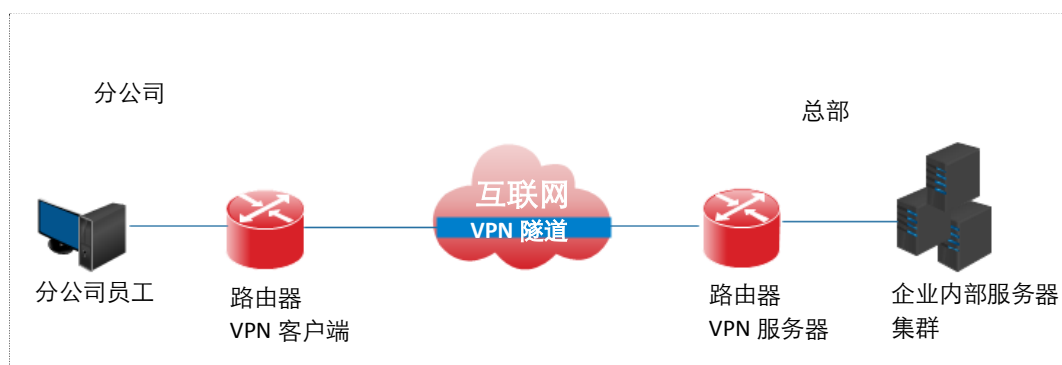 分公司
总部
互联网
VPN 隧道
分公司员工
路由器
VPN 客户端
路由器
VPN 服务器
企业内部服务器
集群